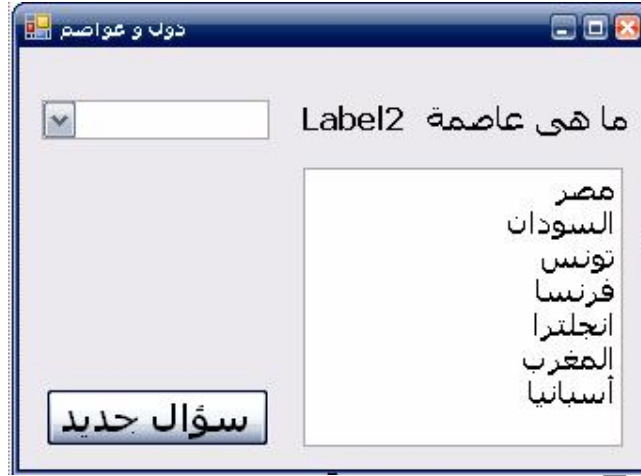 دول و عواصم
ما هى عاصمة Label2
مصر
السودان
تونس
فرنسا
انجلترا
المغرب
أسبانيا
سؤال جديد